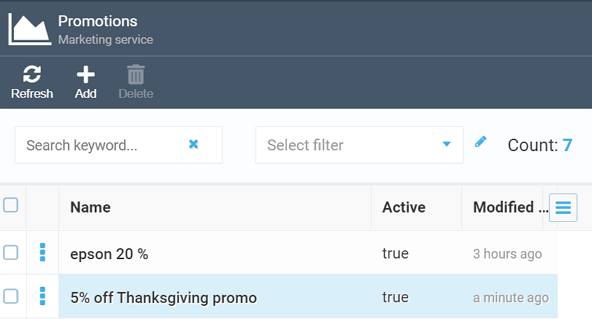 Promotions
Marketing service
Refresh Add Delete
Search keyword... Select filter Count: 7
Name Active Modified ...
epson 20 % true 3 hours ago
5% off Thanksgiving promo true a minute ago